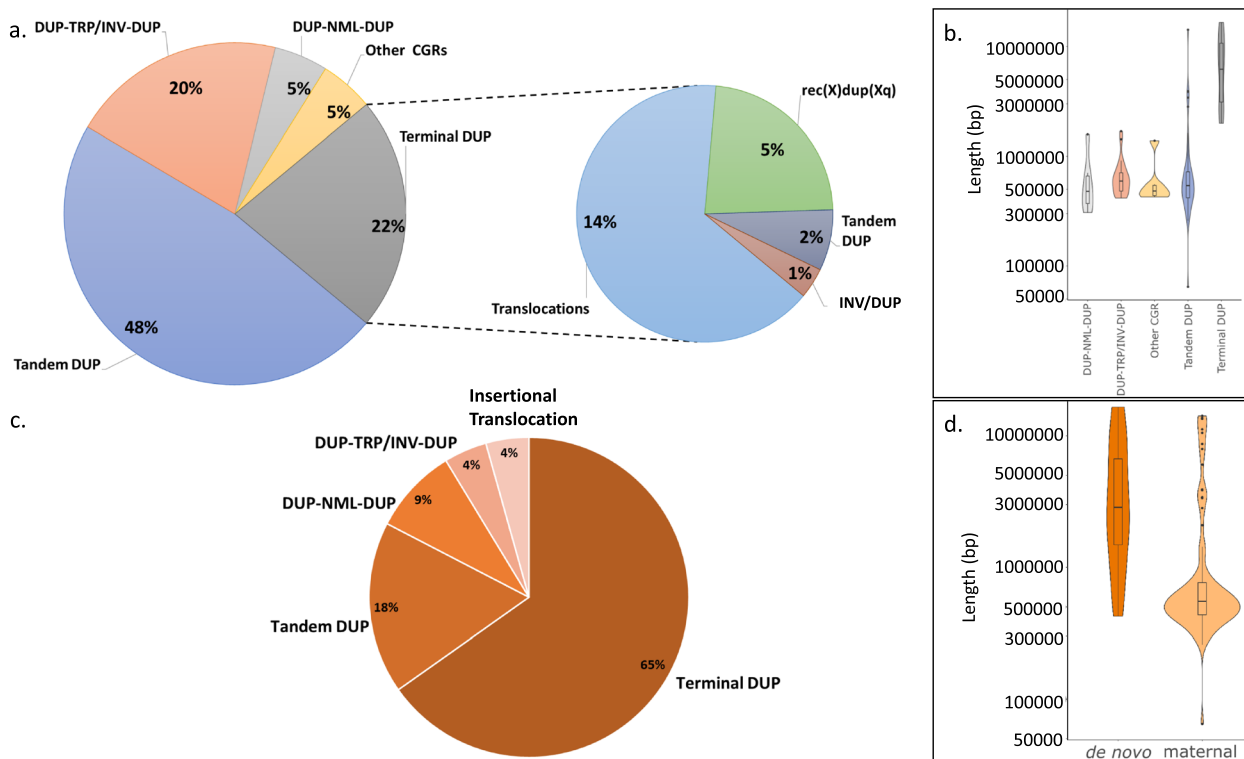 a.
DUP-TRP/INV-DUP
DUP-NML-DUP
Other CGRs
20%
5%
5%
Terminal DUP
22%
48%
Tandem DUP
rec(X)dup(Xq)
5%
14%
Tandem
DUP
2%
1%
INV/DUP
Translocations
b.
Length (bp)
10000000
5000000
3000000
1000000
500000
300000
100000
50000
DUP-NML-DUP
DUP-TRP/INV-DUP
Other CGR
Tandem DUP
Terminal DUP
c.
Insertional
Translocation
DUP-TRP/INV-DUP
4%
4%
DUP-NML-DUP
9%
18%
Tandem DUP
65%
Terminal DUP
d.
Length (bp)
10000000
5000000
3000000
1000000
500000
300000
100000
50000
de novo
maternal